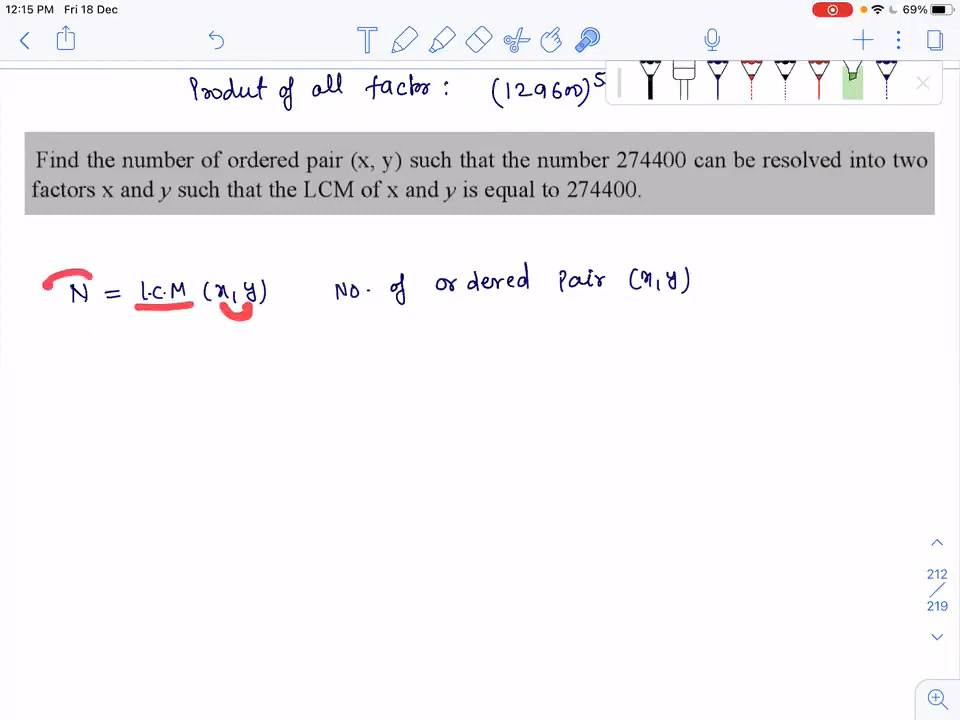 12:15 PM Fri 18 Dec
69%
T
Produt of all factor : (129600)5
Find the number of ordered pair (x, y) such that the number 274400 can be resolved into two
factors x and y such that the LCM of x and y is equal to 274400.
N = L.C.M (x, y) No. of ordered pair (x, y)
212
219